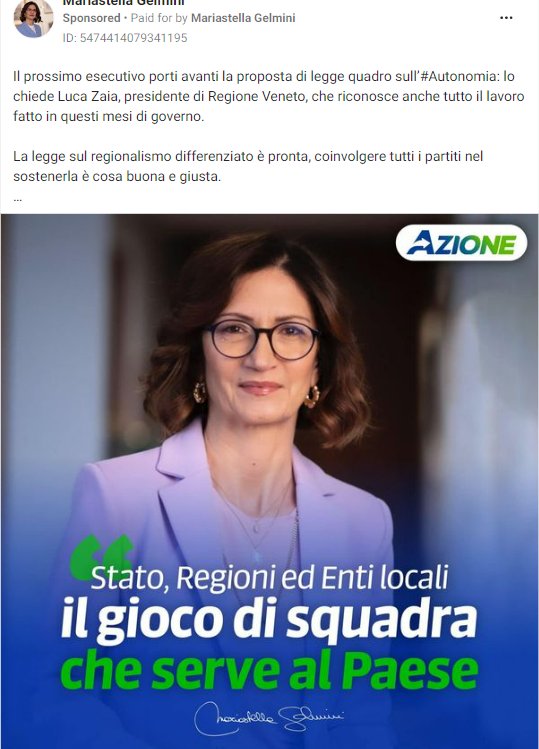 Mariastella Gelmini
Sponsored • Paid for by Mariastella Gelmini
ID: 5474414079341195
Il prossimo esecutivo porti avanti la proposta di legge quadro sull'#Autonomia: lo
chiede Luca Zaia, presidente di Regione Veneto, che riconosce anche tutto il lavoro
fatto in questi mesi di governo.
La legge sul regionalismo differenziato è pronta, coinvolgere tutti i partiti nel
sostenerla è cosa buona e giusta.
...
AZIONE
“Stato, Regioni ed Enti locali
il gioco di squadra
che serve al Paese
Mariastella Gelmini